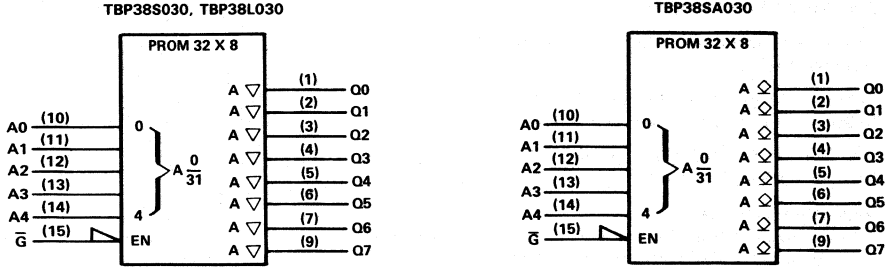 TBP38S030, TBP38L030
PROM 32 X 8
A ▽ (1) Q0
A ▽ (2) Q1
A0 (10) 0
A ▽ (3) Q2
A1 (11)
A ▽ (4) Q3
A2 (12)
A 0/31
A ▽ (5) Q4
A3 (13)
A ▽ (6) Q5
A4 (14) 4
A ▽ (7) Q6
G̅ (15) EN
A ▽ (9) Q7
TBP38SA030
PROM 32 X 8
A ◇ (1) Q0
A ◇ (2) Q1
A0 (10) 0
A ◇ (3) Q2
A1 (11)
A ◇ (4) Q3
A2 (12)
A 0/31
A ◇ (5) Q4
A3 (13)
A ◇ (6) Q5
A4 (14) 4
A ◇ (7) Q6
G̅ (15) EN
A ◇ (9) Q7